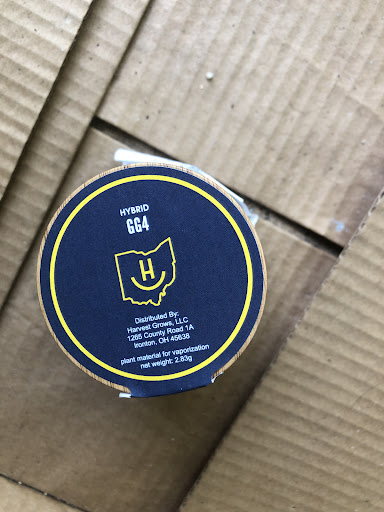 HYBRID
GG4
H
Distributed By:
Harvest Grows, LLC
1265 County Road 1A
Ironton, OH 45638
plant material for vaporization
net weight: 2.83g